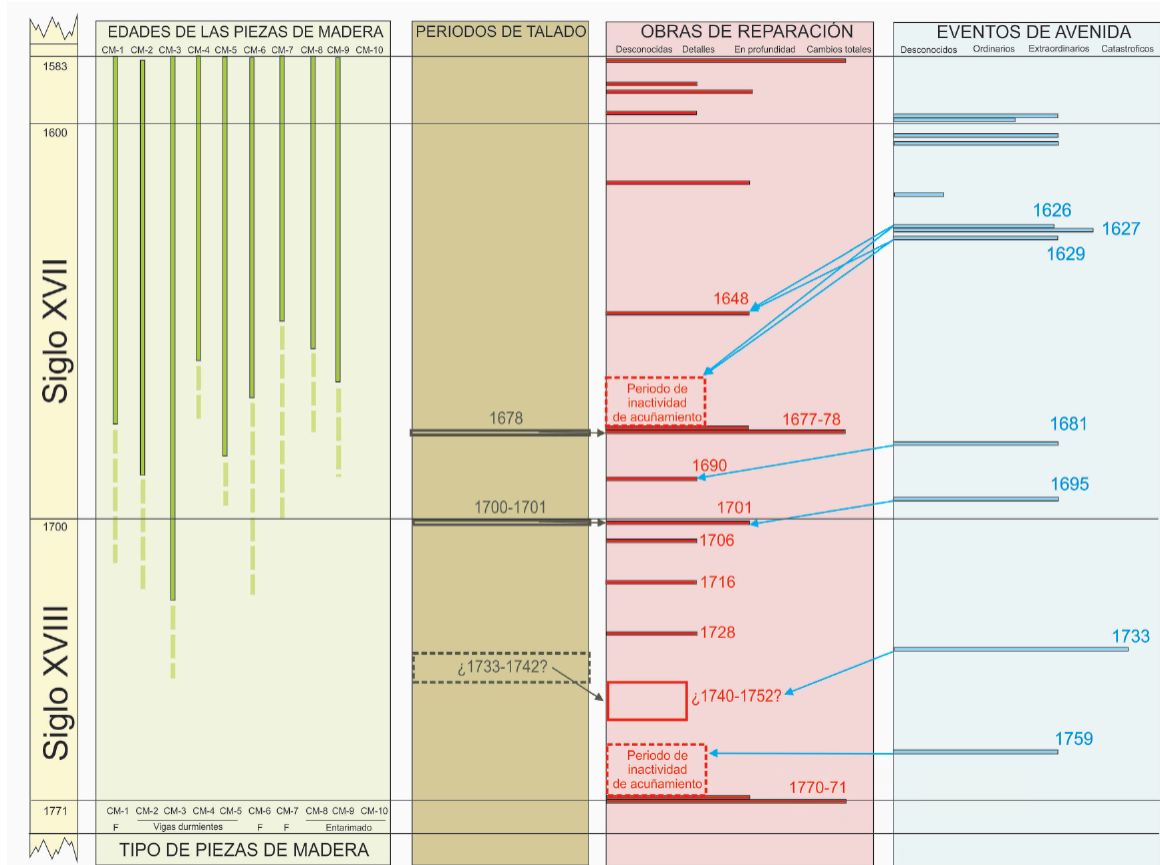 EDADES DE LAS PIEZAS DE MADERA
CM-1 CM-2 CM-3 CM-4 CM-5 CM-6 CM-7 CM-8 CM-9 CM-10
PERIODOS DE TALADO
OBRAS DE REPARACIÓN
Desconocidas Detalles En profundidad Cambios totales
EVENTOS DE AVENIDA
Desconocidos Ordinarios Extraordinarios Catastroficos
1583
1600
Siglo XVII
1700
Siglo XVIII
1771
1678
1700-1701
¿1733-1742?
1648
Periodo de
inactividad
de acuñamiento
1677-78
1690
1701
1706
1716
1728
¿1740-1752?
Periodo de
inactividad
de acuñamiento
1770-71
1626
1627
1629
1681
1695
1733
1759
CM-1 CM-2 CM-3 CM-4 CM-5 CM-6 CM-7 CM-8 CM-9 CM-10
F Vigas durmientes F F Entarimado
TIPO DE PIEZAS DE MADERA